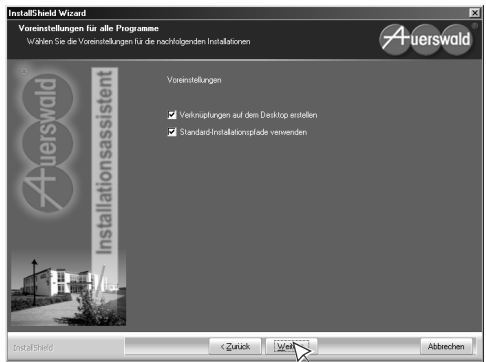 InstallShield Wizard
Voreinstellungen für alle Programme
Wählen Sie die Voreinstellungen für die nachfolgenden Installationen
Auerswald
Auerswald
Installationsassistent
Voreinstellungen
Verknüpfungen auf dem Desktop erstellen
Standard-Installationspfade verwenden
InstallShield
< Zurück
Abbrechen